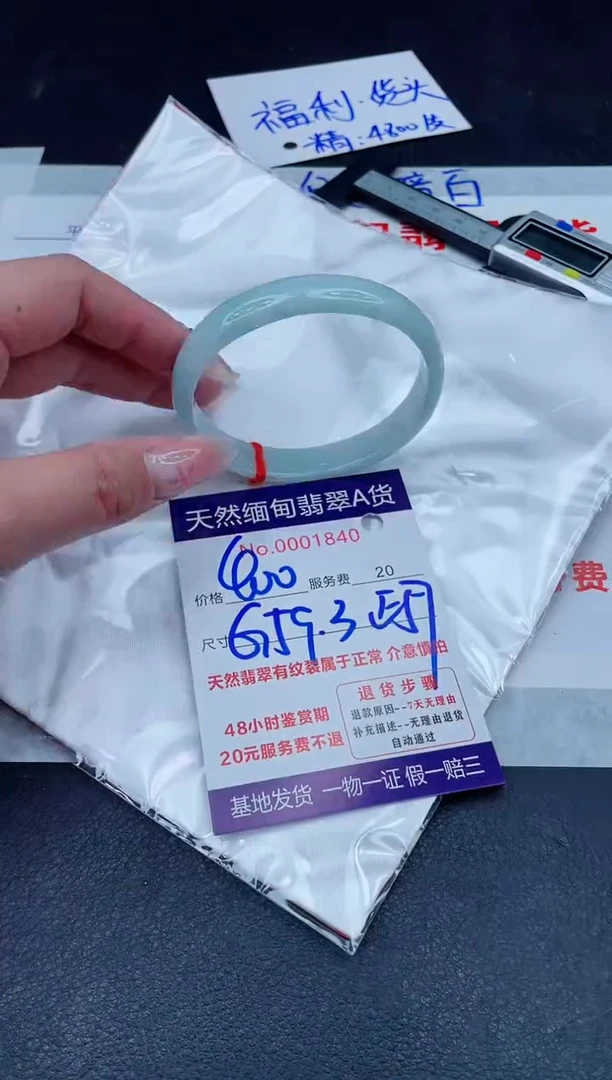 福利.货头
精:4800皮
天然缅甸翡翠A货
No.0001840
价格
服务费 20
尺寸 G559.3
天然翡翠有纹裂属于正常 介意慎拍
48小时鉴赏期
20元服务费不退
退货步骤
退款原因--7天无理由
补充描述--无理由退货
自动通过
基地发货 一物一证 假一赔三
费